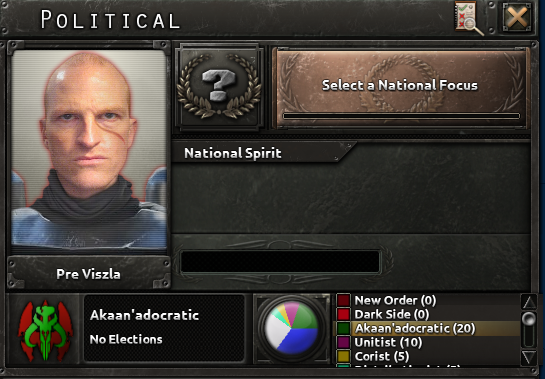 POLITICAL
Select a National Focus
National Spirit
Pre Viszla
Akaan'adocratic
No Elections
New Order (0)
Dark Side (0)
Akaan'adocratic (20)
Unitist (10)
Corist (5)